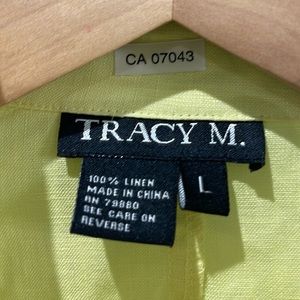 CA 07043
TRACY M.
L
100% LINEN
MADE IN CHINA
RN 79880
SEE CARE ON
REVERSE